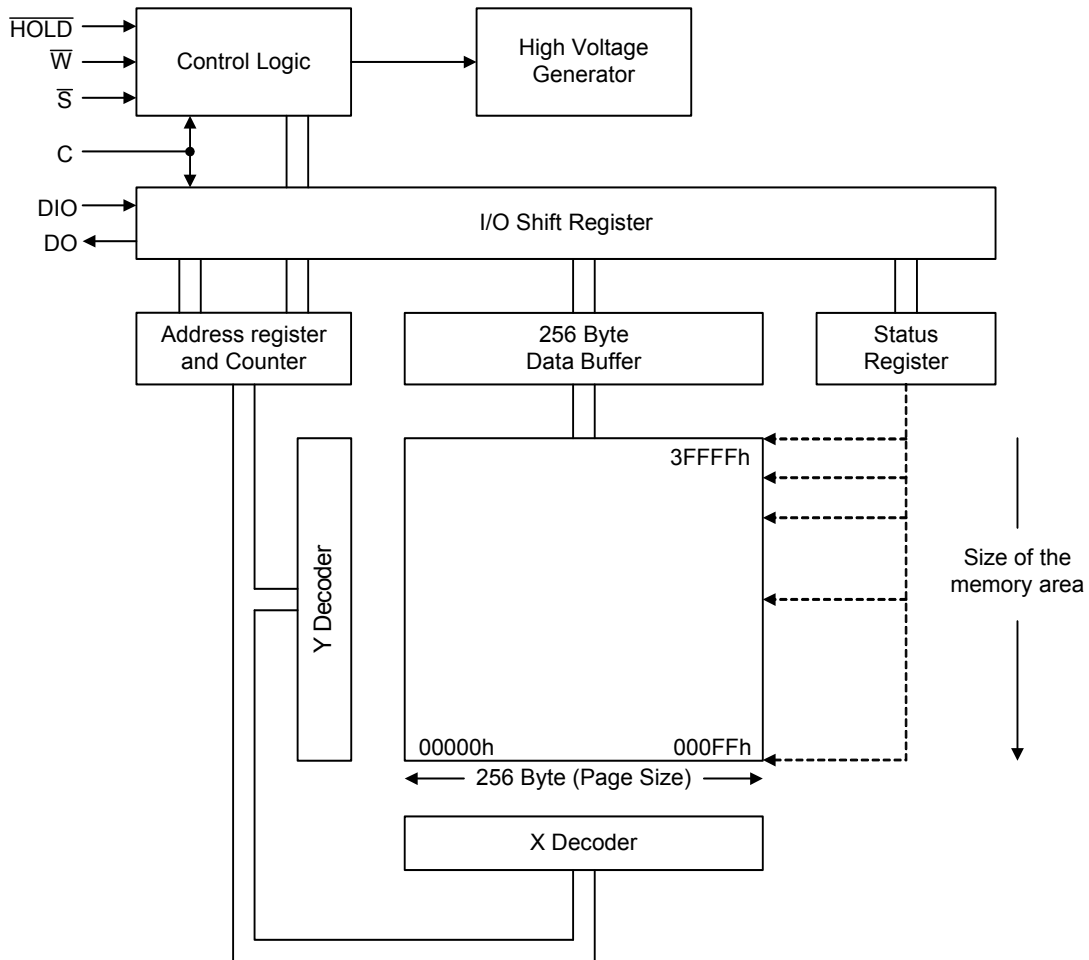 H̅O̅L̅D̅
W̅
S̅
C
DIO
DO
Control Logic
High Voltage
Generator
I/O Shift Register
Address register
and Counter
256 Byte
Data Buffer
Status
Register
3FFFFh
Y Decoder
Size of the
memory area
00000h
000FFh
256 Byte (Page Size)
X Decoder